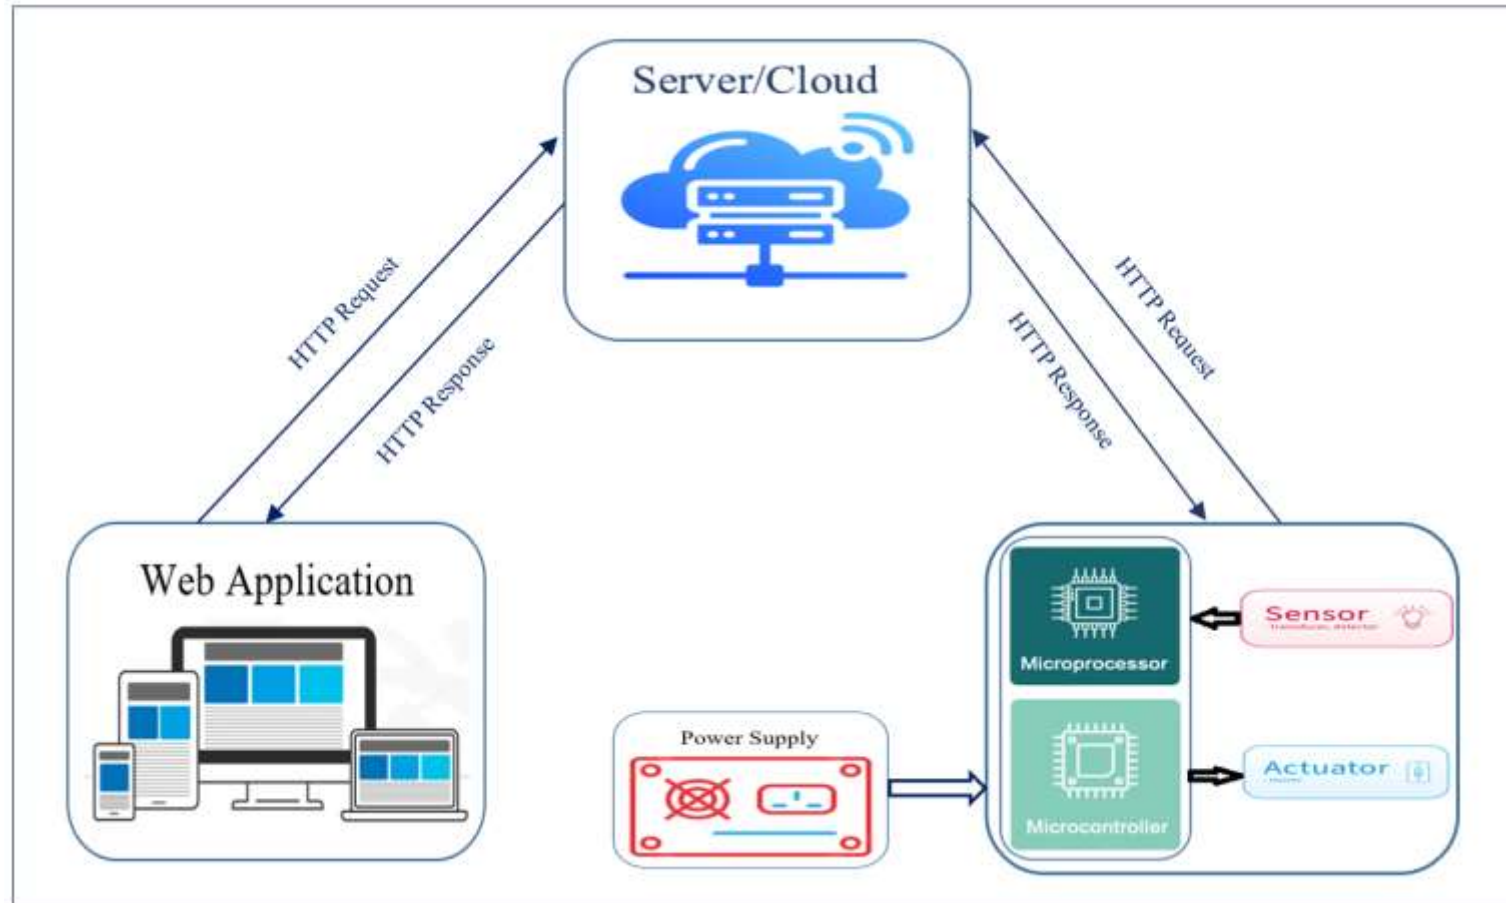 Server/Cloud
HTTP Request
HTTP Response
HTTP Response
HTTP Request
Web Application
Power Supply
Microprocessor
Microcontroller
Sensor
Actuator